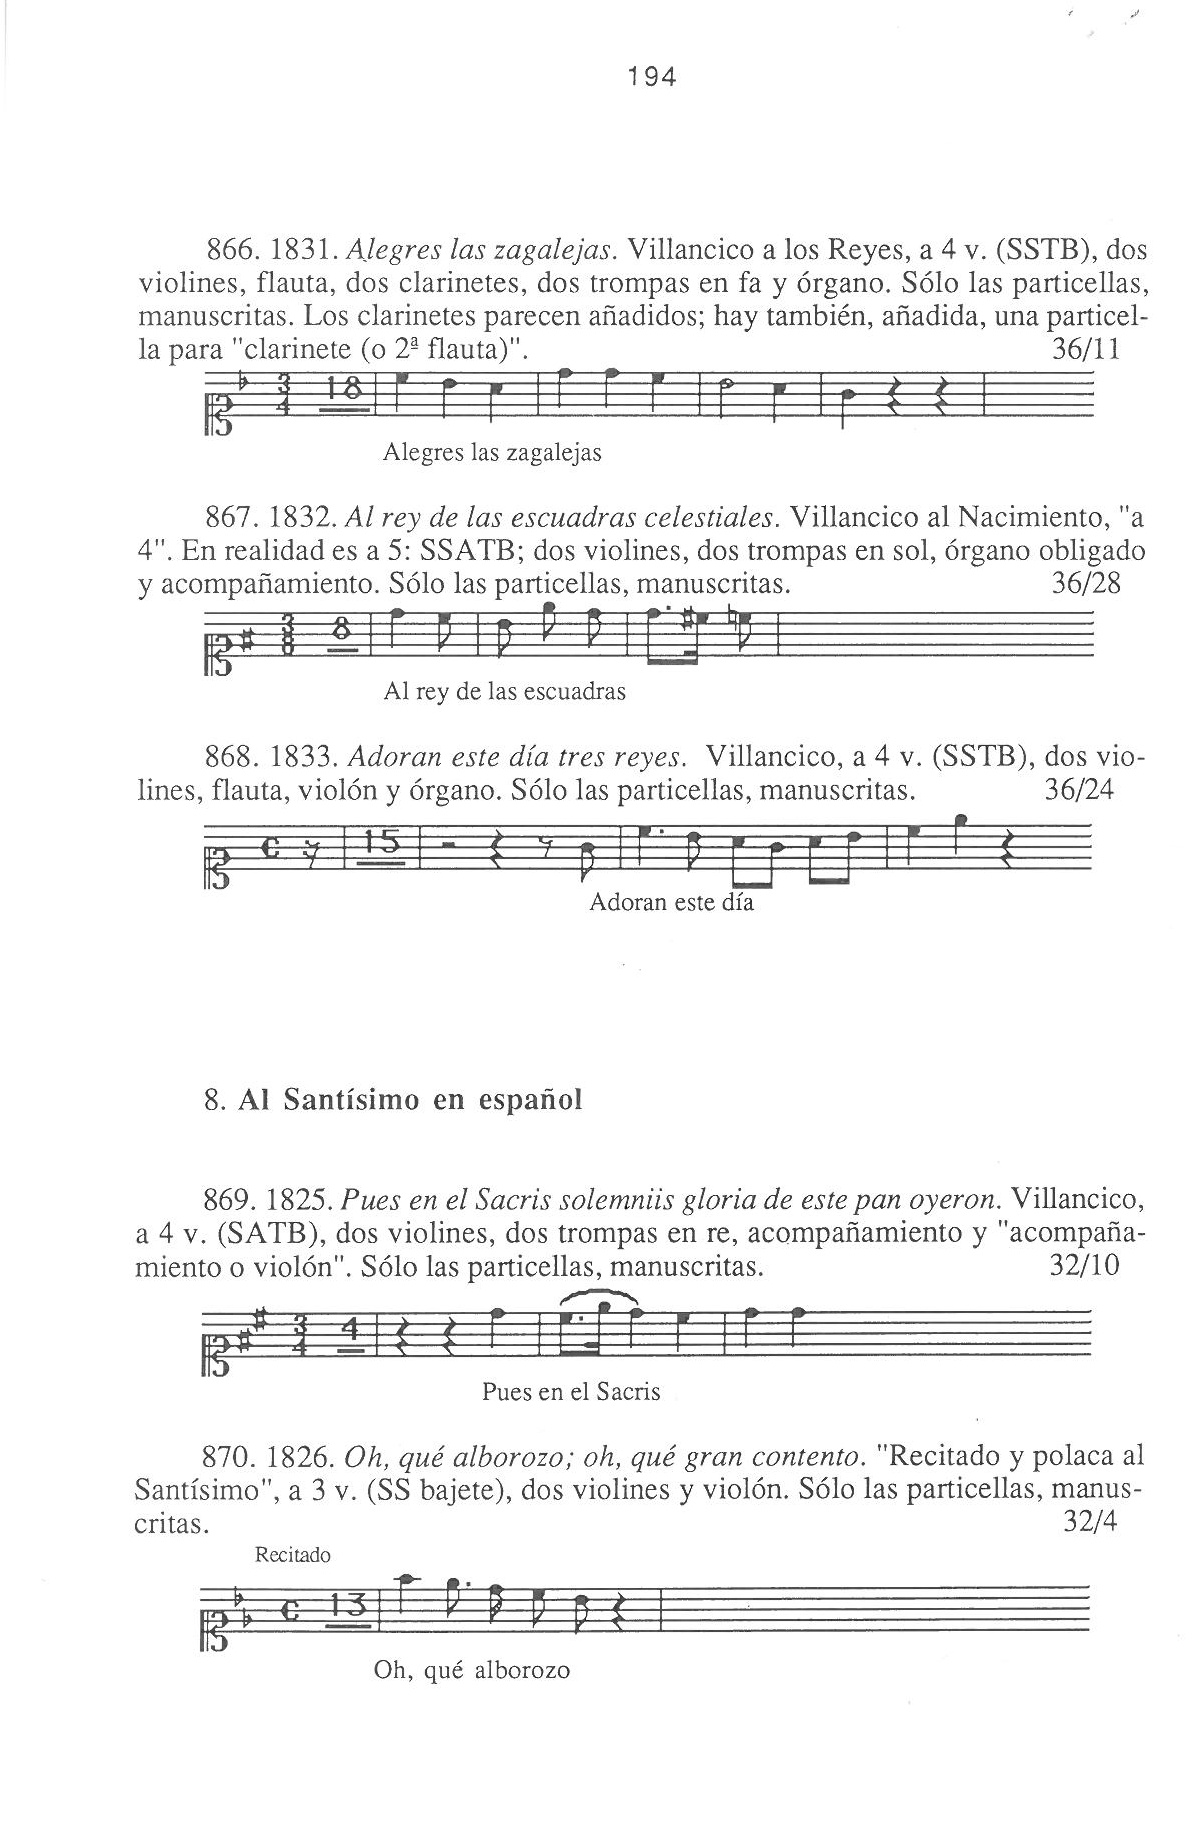 194
866. 1831. Alegres las zagalejas. Villancico a los Reyes, a 4 v. (SSTB), dos
violines, flauta, dos clarinetes, dos trompas en fa y órgano. Sólo las particellas,
manuscritas. Los clarinetes parecen añadidos; hay también, añadida, una particel-
la para "clarinete (o 2ª flauta)". 36/11
3/4 18
Alegres las zagalejas
867. 1832. Al rey de las escuadras celestiales. Villancico al Nacimiento, "a
4". En realidad es a 5: SSATB; dos violines, dos trompas en sol, órgano obligado
y acompañamiento. Sólo las particellas, manuscritas. 36/28
3/8 8
Al rey de las escuadras
868. 1833. Adoran este día tres reyes. Villancico, a 4 v. (SSTB), dos vio-
lines, flauta, violón y órgano. Sólo las particellas, manuscritas. 36/24
15
Adoran este día
8. Al Santísimo en español
869. 1825. Pues en el Sacris solemniis gloria de este pan oyeron. Villancico,
a 4 v. (SATB), dos violines, dos trompas en re, acompañamiento y "acompaña-
miento o violón". Sólo las particellas, manuscritas. 32/10
3/4 4
Pues en el Sacris
870. 1826. Oh, qué alborozo; oh, qué gran contento. "Recitado y polaca al
Santísimo", a 3 v. (SS bajete), dos violines y violón. Sólo las particellas, manus-
critas. 32/4
Recitado
13
Oh, qué alborozo